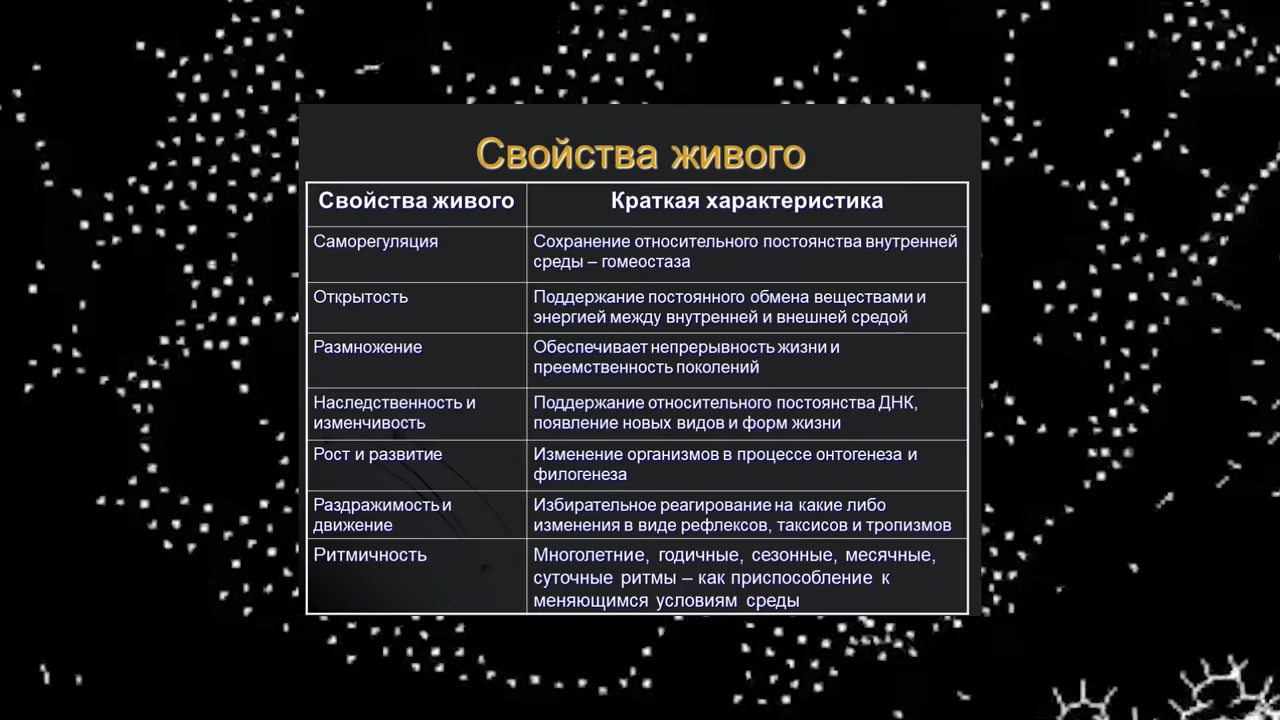 Свойства живого
Свойства живого
Краткая характеристика
Саморегуляция
Сохранение относительного постоянства внутренней
среды – гомеостаза
Открытость
Поддержание постоянного обмена веществами и
энергией между внутренней и внешней средой
Размножение
Обеспечивает непрерывность жизни и
преемственность поколений
Наследственность и
изменчивость
Поддержание относительного постоянства ДНК,
появление новых видов и форм жизни
Рост и развитие
Изменение организмов в процессе онтогенеза и
филогенеза
Раздражимость и
движение
Избирательное реагирование на какие либо
изменения в виде рефлексов, таксисов и тропизмов
Ритмичность
Многолетние, годичные, сезонные, месячные,
суточные ритмы – как приспособление к
меняющимся условиям среды